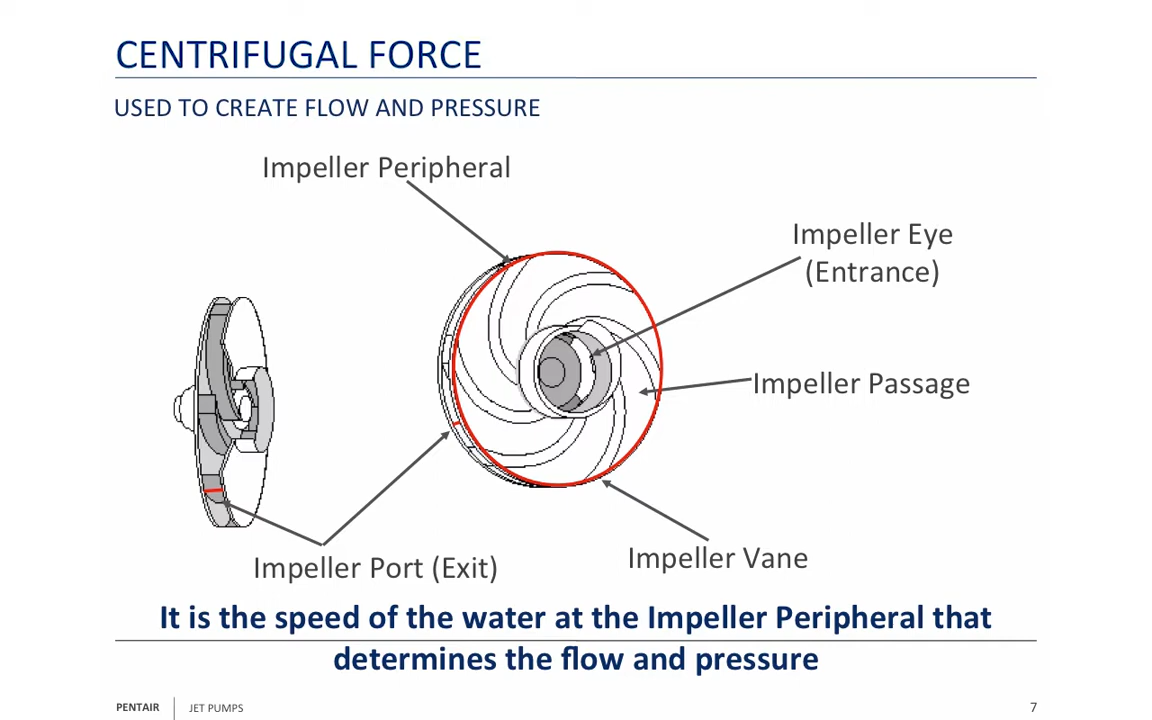 CENTRIFUGAL FORCE
USED TO CREATE FLOW AND PRESSURE
Impeller Peripheral
Impeller Eye
(Entrance)
Impeller Passage
Impeller Port (Exit)
Impeller Vane
It is the speed of the water at the Impeller Peripheral that
determines the flow and pressure
PENTAIR JET PUMPS 7